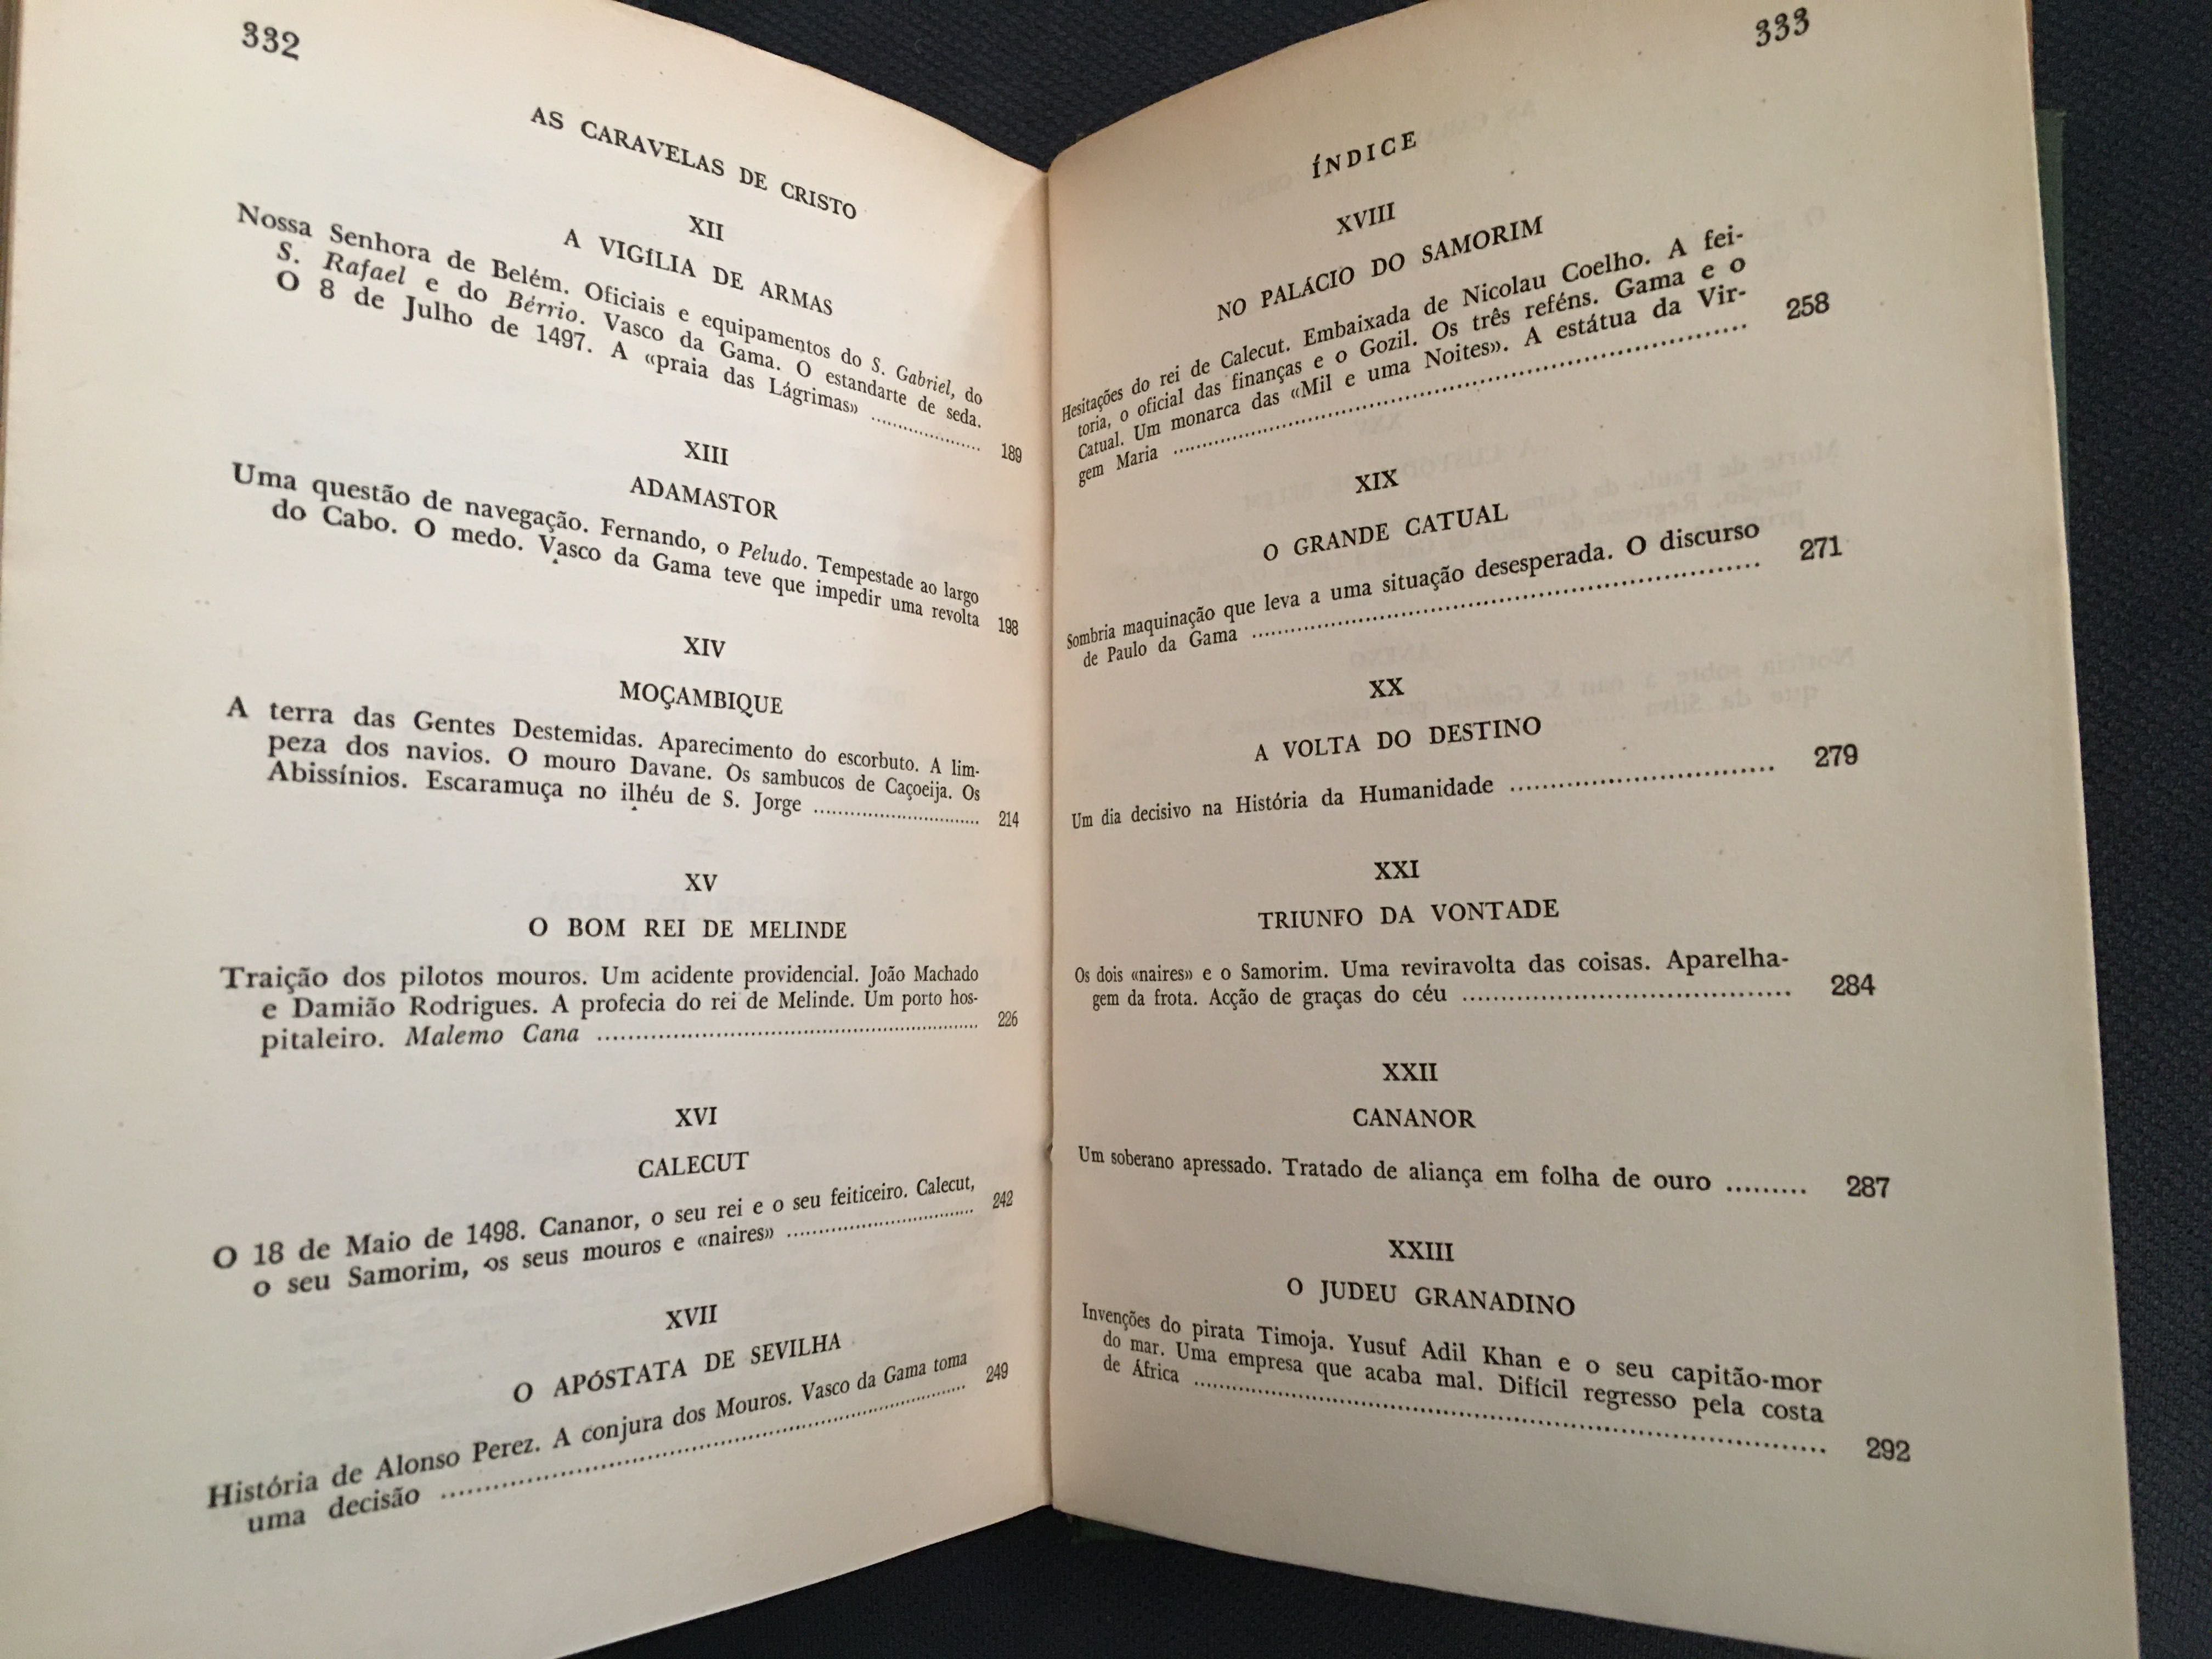 332
AS CARAVELAS DE CRISTO
XII
A VIGÍLIA DE ARMAS
Nossa Senhora de Belém. Oficiais e equipamentos do S. Gabriel, do
S. Rafael e do Bérrio. Vasco da Gama. O estandarte de seda.
O 8 de Julho de 1497. A «praia das Lágrimas» .................... 189
XIII
ADAMASTOR
Uma questão de navegação. Fernando, o Peludo. Tempestade ao largo
do Cabo. O medo. Vasco da Gama teve que impedir uma revolta 198
XIV
MOÇAMBIQUE
A terra das Gentes Destemidas. Aparecimento do escorbuto. A lim-
peza dos navios. O mouro Davane. Os sambucos de Caçoeija. Os
Abissínios. Escaramuça no ilhéu de S. Jorge .............................. 214
XV
O BOM REI DE MELINDE
Traição dos pilotos mouros. Um acidente providencial. João Machado
e Damião Rodrigues. A profecia do rei de Melinde. Um porto hos-
pitaleiro. Malemo Cana ............................................................ 226
XVI
CALECUT
O 18 de Maio de 1498. Cananor, o seu rei e o seu feiticeiro. Calecut,
o seu Samorim, os seus mouros e «naires» .............................. 242
XVII
O APÓSTATA DE SEVILHA
História de Alonso Perez. A conjura dos Mouros. Vasco da Gama toma
uma decisão ............................................................................ 249
333
ÍNDICE
XVIII
NO PALÁCIO DO SAMORIM
Hesitações do rei de Calecut. Embaixada de Nicolau Coelho. A fei-
toria, o oficial das finanças e o Gozil. Os três reféns. Gama e o
Catual. Um monarca das «Mil e uma Noites». A estátua da Vir-
gem Maria ............................................................................ 258
XIX
O GRANDE CATUAL
Sombria maquinação que leva a uma situação desesperada. O discurso
de Paulo da Gama .................................................................. 271
XX
A VOLTA DO DESTINO
Um dia decisivo na História da Humanidade .............................. 279
XXI
TRIUNFO DA VONTADE
Os dois «naires» e o Samorim. Uma reviravolta das coisas. Aparelha-
gem da frota. Acção de graças do céu ........................................ 284
XXII
CANANOR
Um soberano apressado. Tratado de aliança em folha de ouro ......... 287
XXIII
O JUDEU GRANADINO
Invenções do pirata Timoja. Yusuf Adil Khan e o seu capitão-mor
do mar. Uma empresa que acaba mal. Difícil regresso pela costa
de África .................................................................................. 292